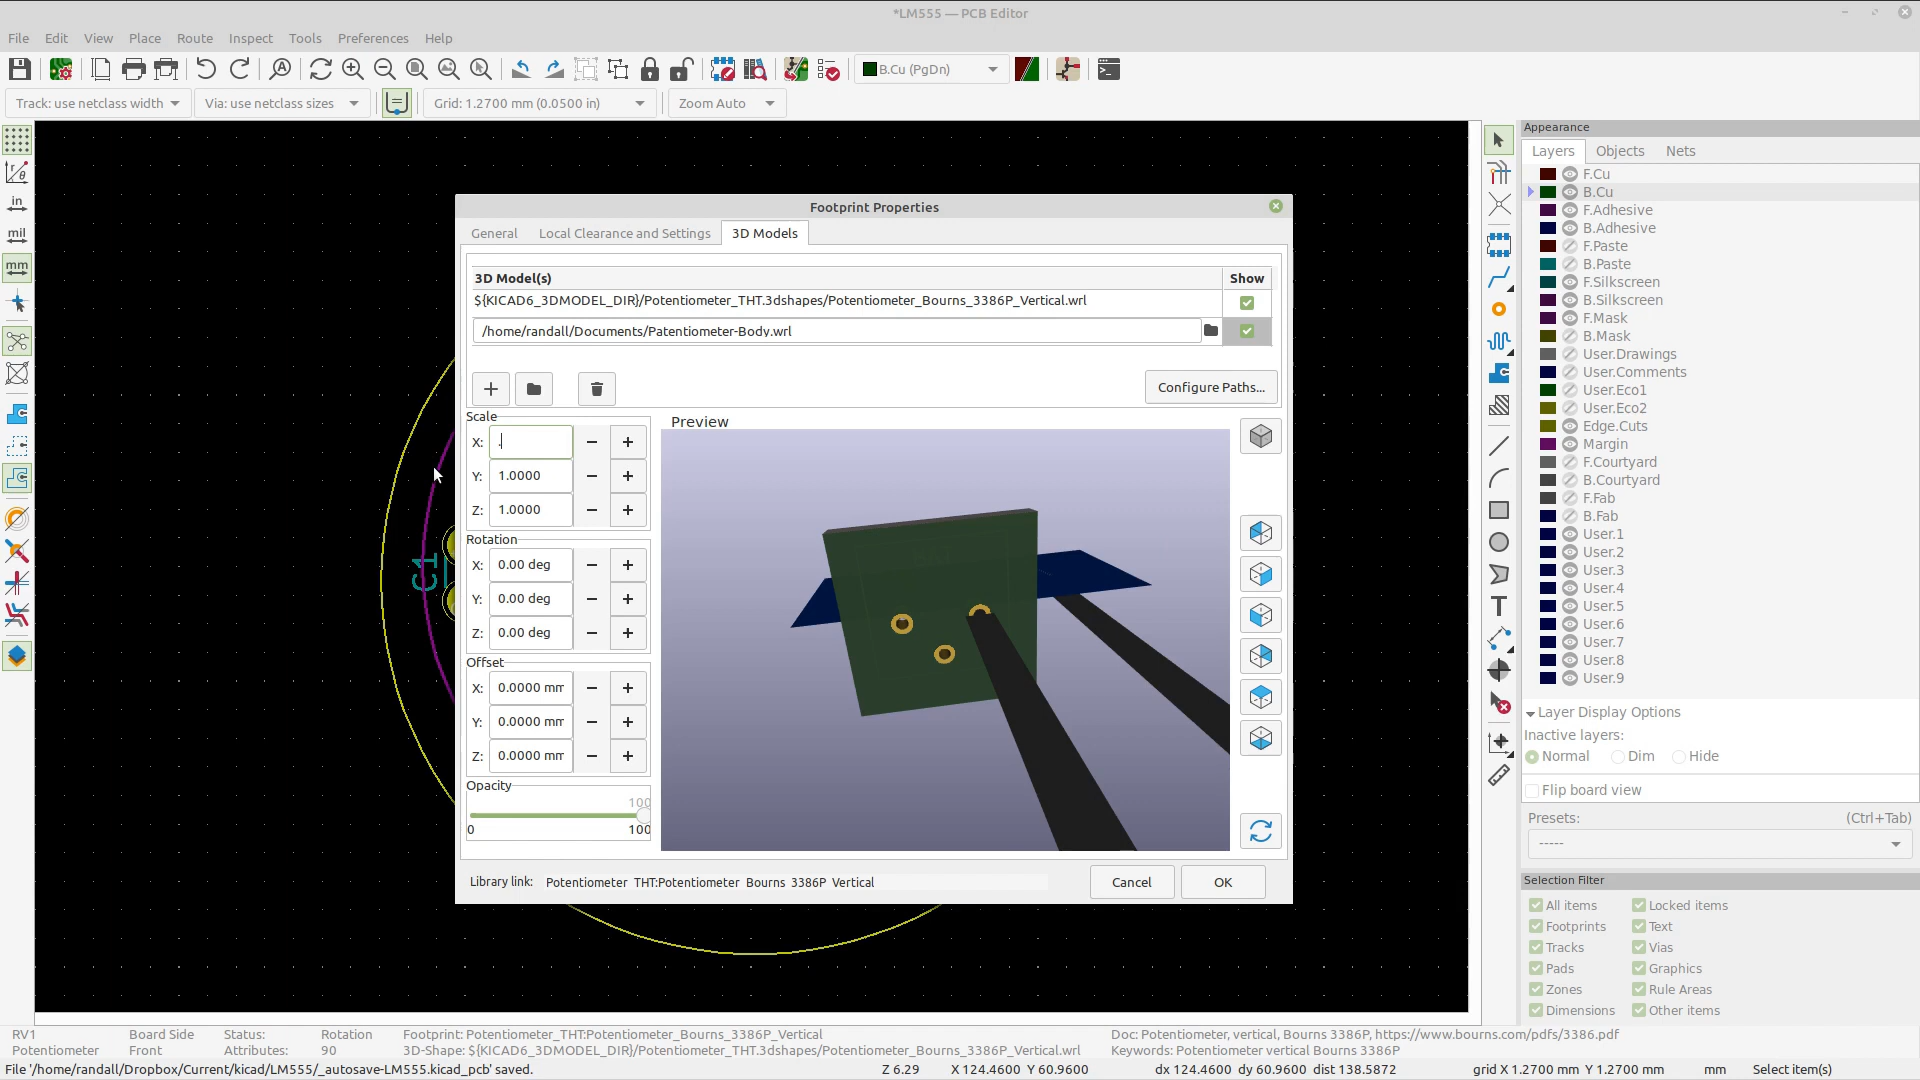 *LM555 — PCB Editor
File Edit View Place Route Inspect Tools Preferences Help
B.Cu (PgDn)
Track: use netclass width Via: use netclass sizes Grid: 1.2700 mm (0.0500 in) Zoom Auto
in
mil
mm
Footprint Properties
General Local Clearance and Settings 3D Models
3D Model(s) Show
${KICAD6_3DMODEL_DIR}/Potentiometer_THT.3dshapes/Potentiometer_Bourns_3386P_Vertical.wrl
/home/randall/Documents/Patentiometer-Body.wrl
Configure Paths...
Scale
X: .
Y: 1.0000
Z: 1.0000
Rotation
X: 0.00 deg
Y: 0.00 deg
Z: 0.00 deg
Offset
X: 0.0000 mm
Y: 0.0000 mm
Z: 0.0000 mm
Opacity
100
0 100
Preview
Library link: Potentiometer_THT:Potentiometer_Bourns_3386P_Vertical
Cancel OK
C1
Appearance
Layers Objects Nets
F.Cu
B.Cu
F.Adhesive
B.Adhesive
F.Paste
B.Paste
F.Silkscreen
B.Silkscreen
F.Mask
B.Mask
User.Drawings
User.Comments
User.Eco1
User.Eco2
Edge.Cuts
Margin
F.Courtyard
B.Courtyard
F.Fab
B.Fab
User.1
User.2
User.3
User.4
User.5
User.6
User.7
User.8
User.9
Layer Display Options
Inactive layers:
Normal Dim Hide
Flip board view
Presets: (Ctrl+Tab)
-----
Selection Filter
All items Locked items
Footprints Text
Tracks Vias
Pads Graphics
Zones Rule Areas
Dimensions Other items
RV1 Board Side Status: Rotation Footprint: Potentiometer_THT:Potentiometer_Bourns_3386P_Vertical Doc: Potentiometer, vertical, Bourns 3386P, https://www.bourns.com/pdfs/3386.pdf
Potentiometer Front Attributes: 90 3D-Shape: ${KICAD6_3DMODEL_DIR}/Potentiometer_THT.3dshapes/Potentiometer_Bourns_3386P_Vertical.wrl Keywords: Potentiometer vertical Bourns 3386P
File '/home/randall/Dropbox/Current/kicad/LM555/_autosave-LM555.kicad_pcb' saved. Z 6.29 X 124.4600 Y 60.9600 dx 124.4600 dy 60.9600 dist 138.5872 grid X 1.2700 mm Y 1.2700 mm mm Select item(s)